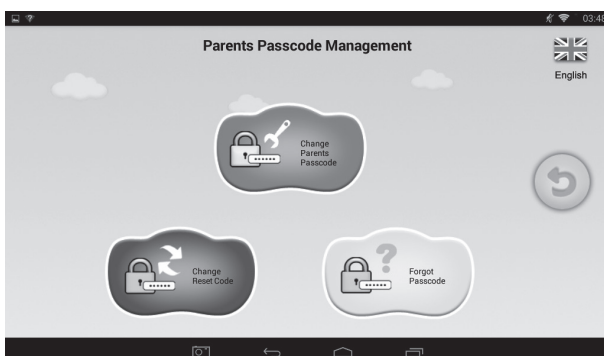 03:48
Parents Passcode Management
English
Change
Parents
Passcode
Change
Reset Code
Forgot
Passcode